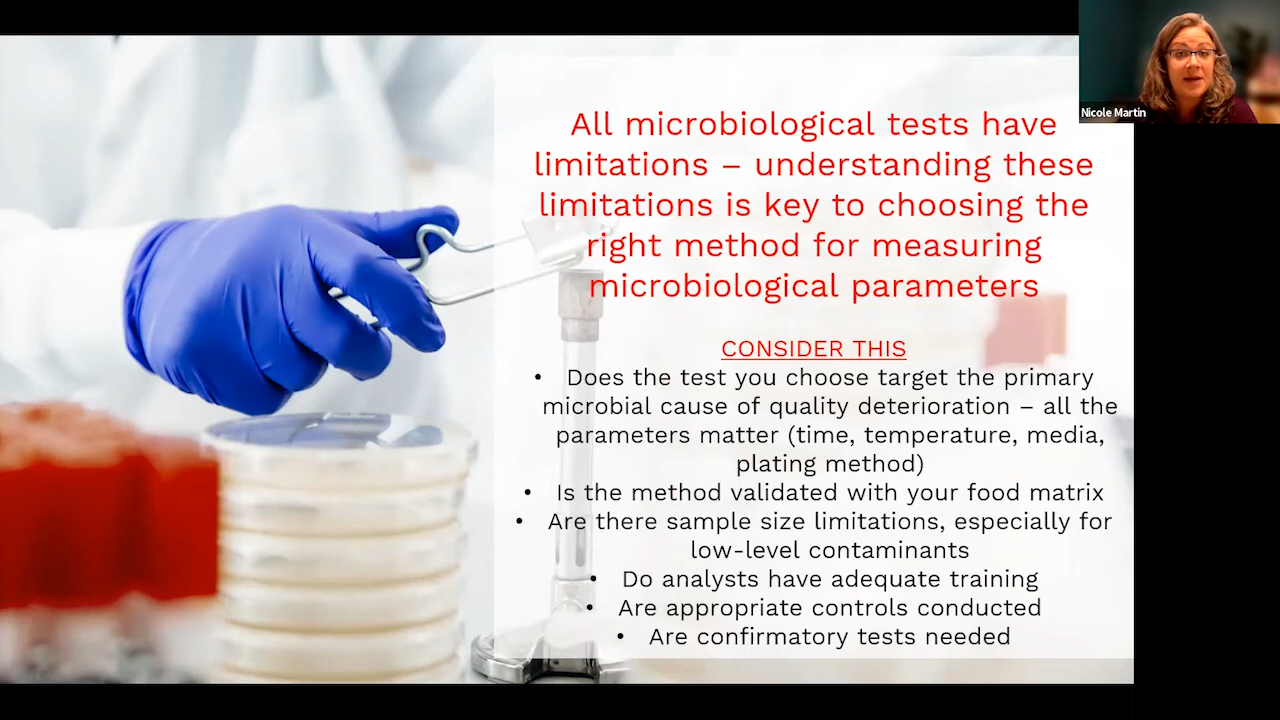 All microbiological tests have
limitations – understanding these
limitations is key to choosing the
right method for measuring
microbiological parameters
CONSIDER THIS
• Does the test you choose target the primary
microbial cause of quality deterioration – all the
parameters matter (time, temperature, media,
plating method)
• Is the method validated with your food matrix
• Are there sample size limitations, especially for
low-level contaminants
• Do analysts have adequate training
• Are appropriate controls conducted
• Are confirmatory tests needed
Nicole Martin